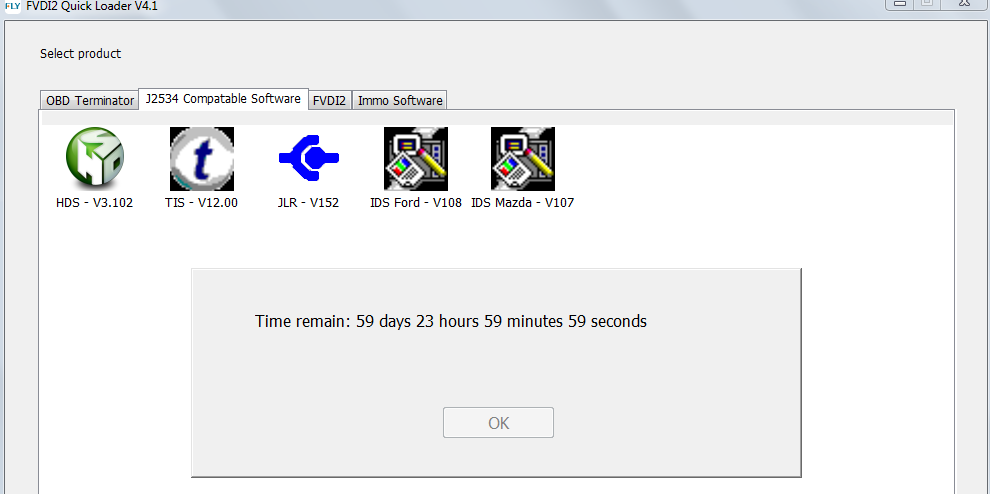 FLY FVDI2 Quick Loader V4.1
Select product
OBD Terminator J2534 Compatable Software FVDI2 Immo Software
HDS - V3.102 TIS - V12.00 JLR - V152 IDS Ford - V108 IDS Mazda - V107
Time remain: 59 days 23 hours 59 minutes 59 seconds
OK